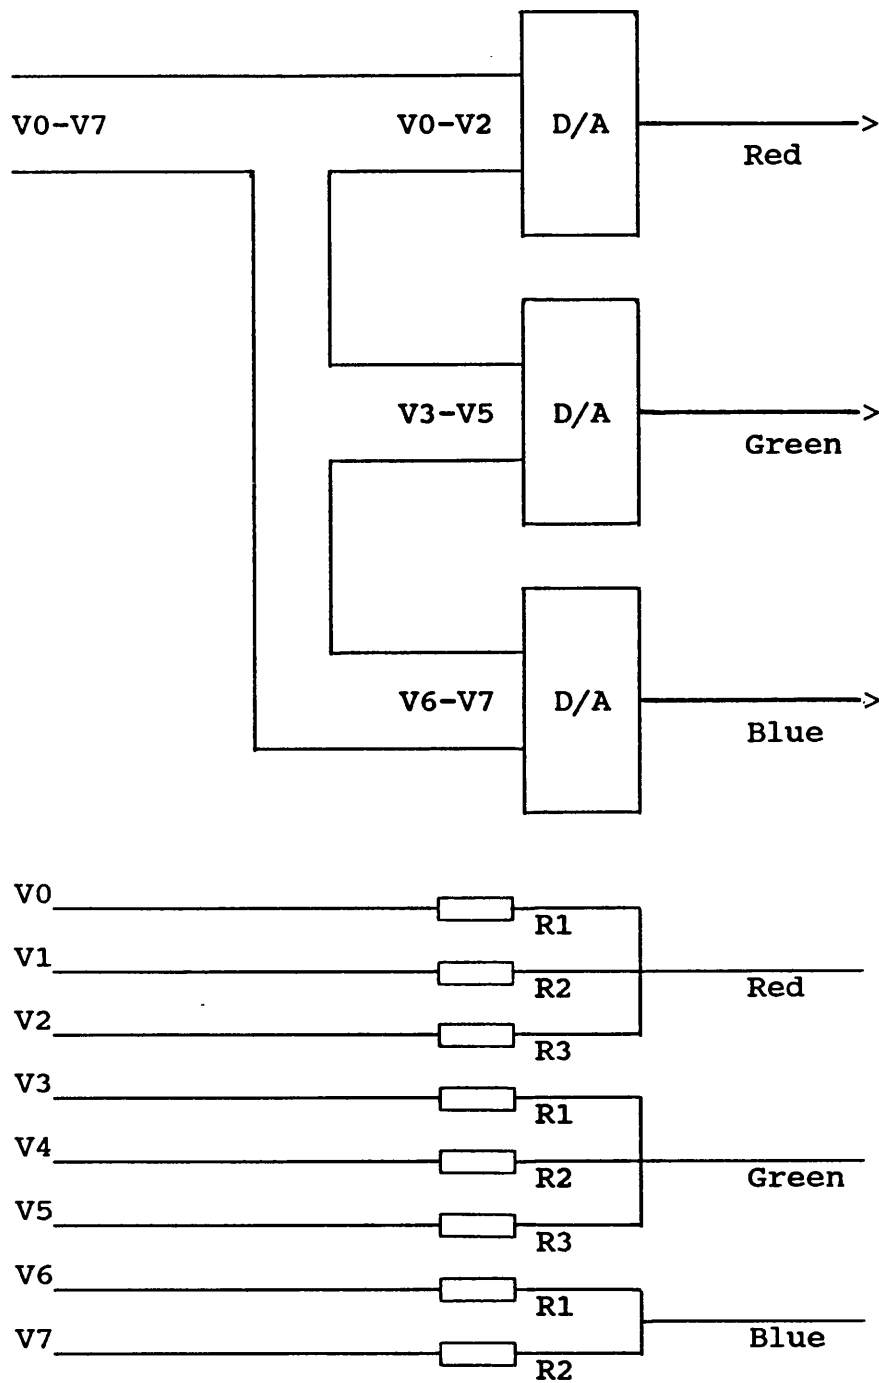 V0-V7 V0-V2 D/A
Red
V3-V5 D/A
Green
V6-V7 D/A
Blue
V0
R1
V1
R2 Red
V2
R3
V3
R1
V4
R2 Green
V5
R3
V6
R1
V7 Blue
R2